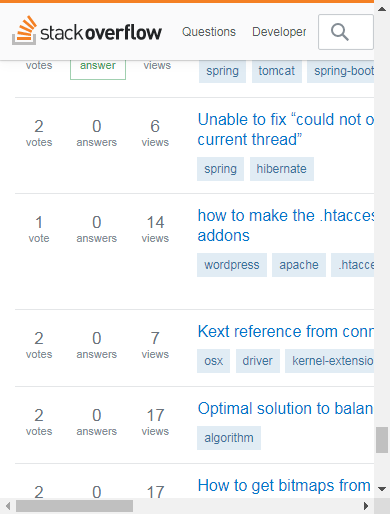 stackoverflow Questions Developer
votes answer views
spring tomcat spring-boot
2 0 6 Unable to fix “could not o
votes answers views current thread”
spring hibernate
1 0 14 how to make the .htacces
vote answers views addons
wordpress apache .htacce
2 0 7 Kext reference from conn
votes answers views osx driver kernel-extensio
2 0 17 Optimal solution to balan
votes answers views algorithm
2 0 17 How to get bitmaps from